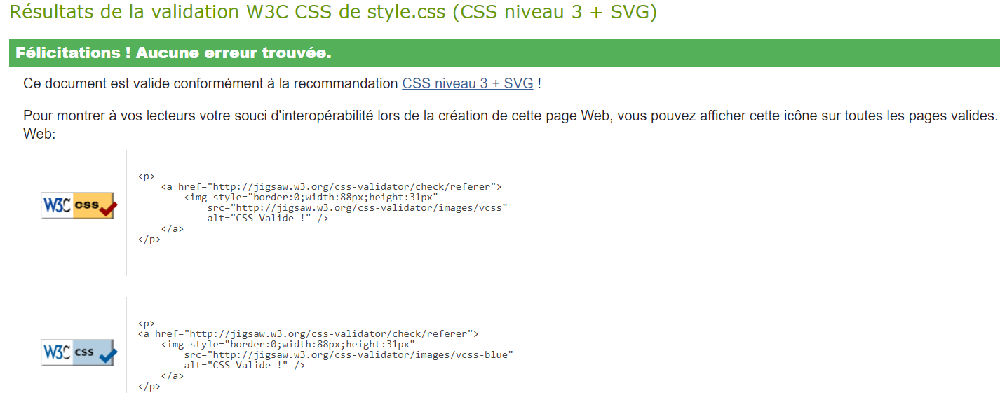 Résultats de la validation W3C CSS de style.css (CSS niveau 3 + SVG)
Félicitations ! Aucune erreur trouvée.
Ce document est valide conformément à la recommandation CSS niveau 3 + SVG !
Pour montrer à vos lecteurs votre souci d'interopérabilité lors de la création de cette page Web, vous pouvez afficher cette icône sur toutes les pages valides.
Web:
<p>
<a href="http://jigsaw.w3.org/css-validator/check/referer">
<img style="border:0;width:88px;height:31px"
W3C css
src="http://jigsaw.w3.org/css-validator/images/vcss"
alt="CSS Valide !" />
</a>
</p>
<p>
<a href="http://jigsaw.w3.org/css-validator/check/referer">
<img style="border:0;width:88px;height:31px"
W3C css
src="http://jigsaw.w3.org/css-validator/images/vcss-blue"
alt="CSS Valide !" />
</a>
</p>